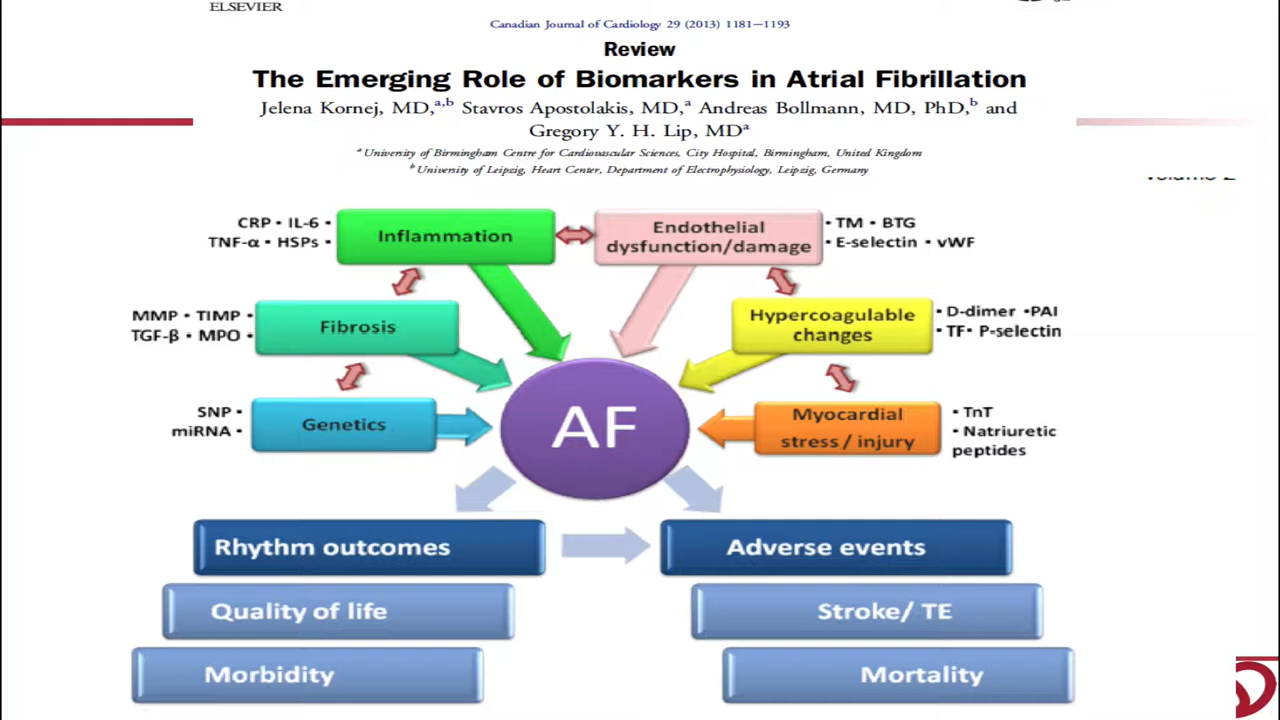 ELSEVIER
Canadian Journal of Cardiology 29 (2013) 1181–1193
Review
The Emerging Role of Biomarkers in Atrial Fibrillation
Jelena Kornej, MD,a,b Stavros Apostolakis, MD,a Andreas Bollmann, MD, PhD,b and
Gregory Y. H. Lip, MDa
a University of Birmingham Centre for Cardiovascular Sciences, City Hospital, Birmingham, United Kingdom
b University of Leipzig, Heart Center, Department of Electrophysiology, Leipzig, Germany
CRP • IL-6 •
TNF-α • HSPs •
Inflammation
Endothelial
dysfunction/damage
• TM • BTG
• E-selectin • vWF
MMP • TIMP •
TGF-β • MPO •
Fibrosis
Hypercoagulable
changes
• D-dimer •PAI
• TF• P-selectin
SNP •
miRNA •
Genetics
AF
Myocardial
stress / injury
• TnT
• Natriuretic
peptides
Rhythm outcomes
Adverse events
Quality of life
Stroke/ TE
Morbidity
Mortality